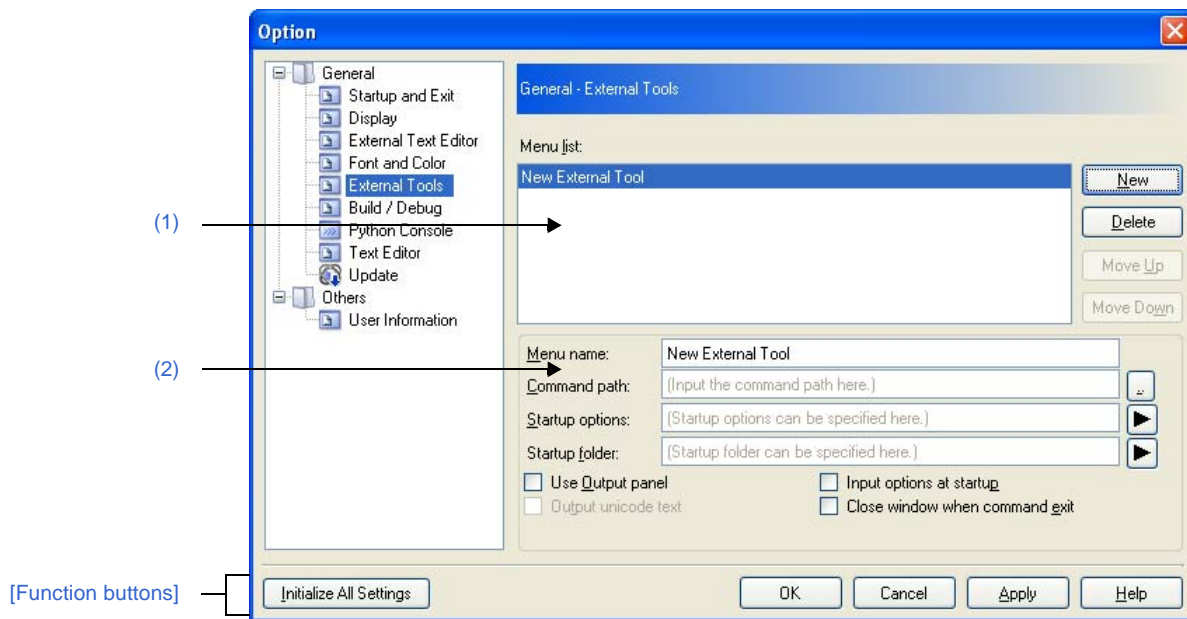 Option
General
Startup and Exit
Display
External Text Editor
Font and Color
External Tools
Build / Debug
Python Console
Text Editor
Update
Others
User Information
General - External Tools
Menu list:
New External Tool
New
Delete
Move Up
Move Down
(1)
(2)
Menu name:
New External Tool
Command path:
(Input the command path here.)
...
Startup options:
(Startup options can be specified here.)
Startup folder:
(Startup folder can be specified here.)
Use Output panel
Input options at startup
Output unicode text
Close window when command exit
[Function buttons]
Initialize All Settings
OK
Cancel
Apply
Help